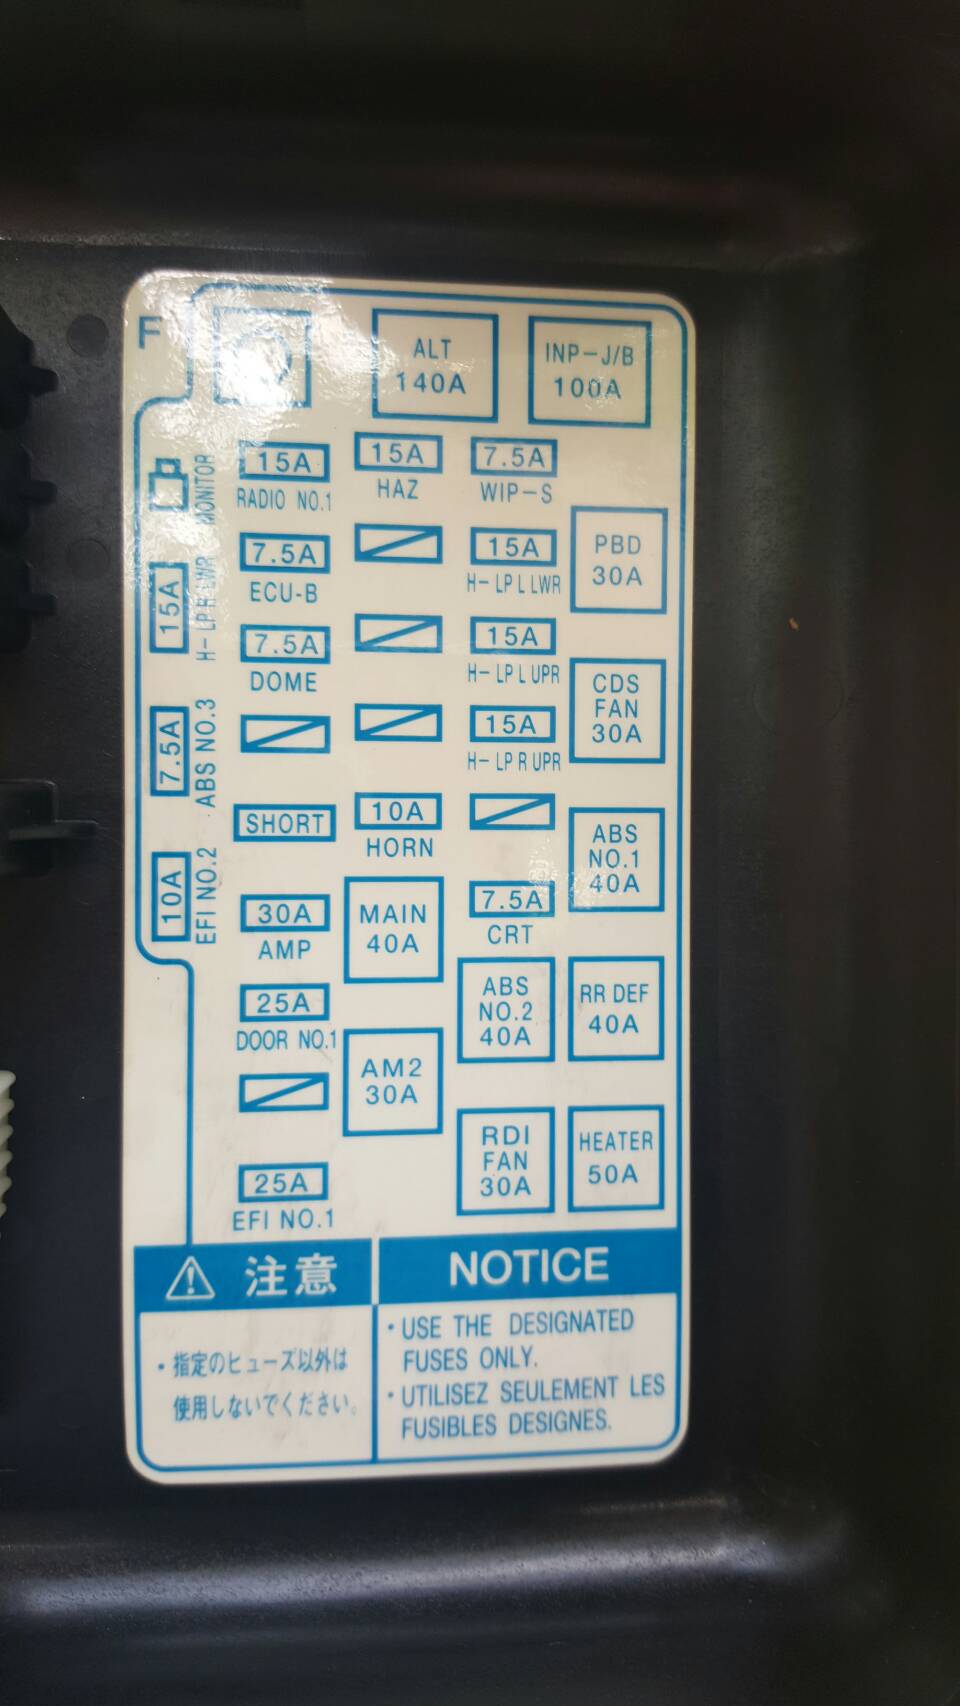 F
ALT
140A
INP-J/B
100A
15A
RADIO NO.1
15A
HAZ
7.5A
WIP-S
MONITOR
7.5A
ECU-B
15A
H-LP L LWR
PBD
30A
15A
H-LP R LWR
7.5A
DOME
15A
H-LP L UPR
CDS
FAN
30A
7.5A
ABS NO.3
15A
H-LP R UPR
SHORT
10A
HORN
ABS
NO.1
40A
10A
EFI NO.2
30A
AMP
MAIN
40A
7.5A
CRT
25A
DOOR NO.1
ABS
NO.2
40A
RR DEF
40A
AM2
30A
25A
EFI NO.1
RDI
FAN
30A
HEATER
50A
注意
・指定のヒューズ以外は
使用しないでください。
NOTICE
・USE THE DESIGNATED
FUSES ONLY.
・UTILISEZ SEULEMENT LES
FUSIBLES DESIGNES.